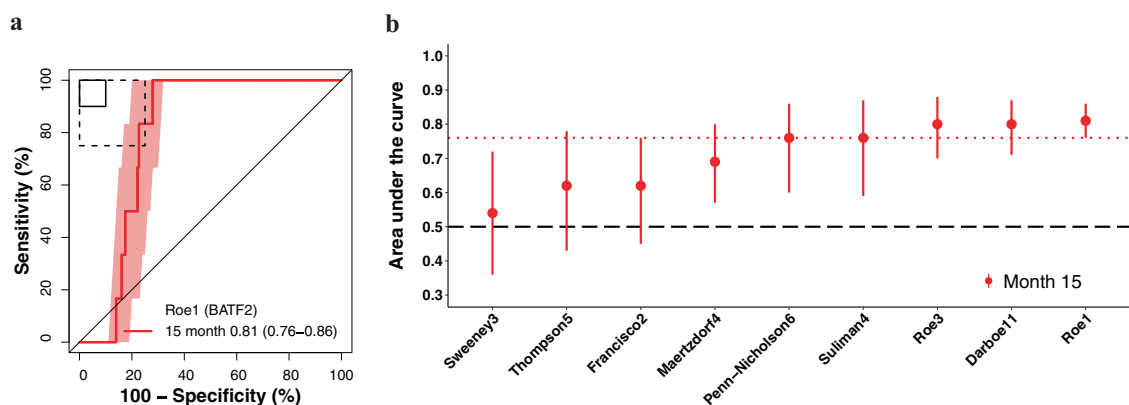 a
Sensitivity (%)
100
80
60
40
20
0
Roe1 (BATF2)
15 month 0.81 (0.76–0.86)
0 20 40 60 80 100
100 – Specificity (%)
b
Area under the curve
1.0
0.9
0.8
0.7
0.6
0.5
0.4
0.3
Month 15
Sweeney3
Thompson5
Francisco2
Maertzdorf4
Penn–Nicholson6
Suliman4
Roe3
Darboe11
Roe1